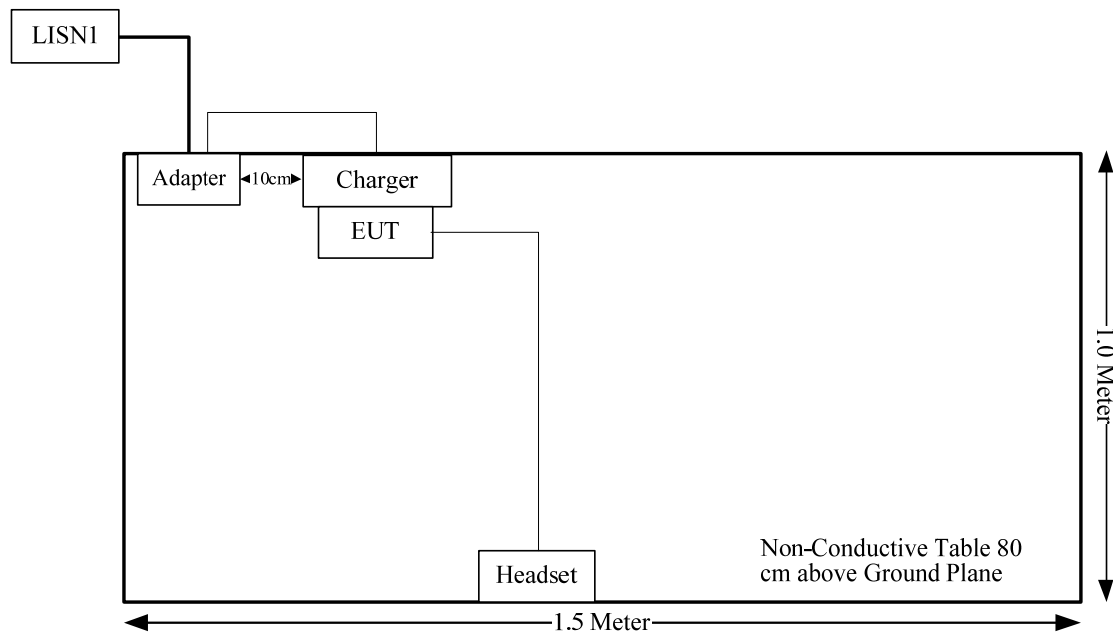 LISN1
Adapter
10cm
Charger
EUT
1.0 Meter
Non-Conductive Table 80
cm above Ground Plane
Headset
1.5 Meter